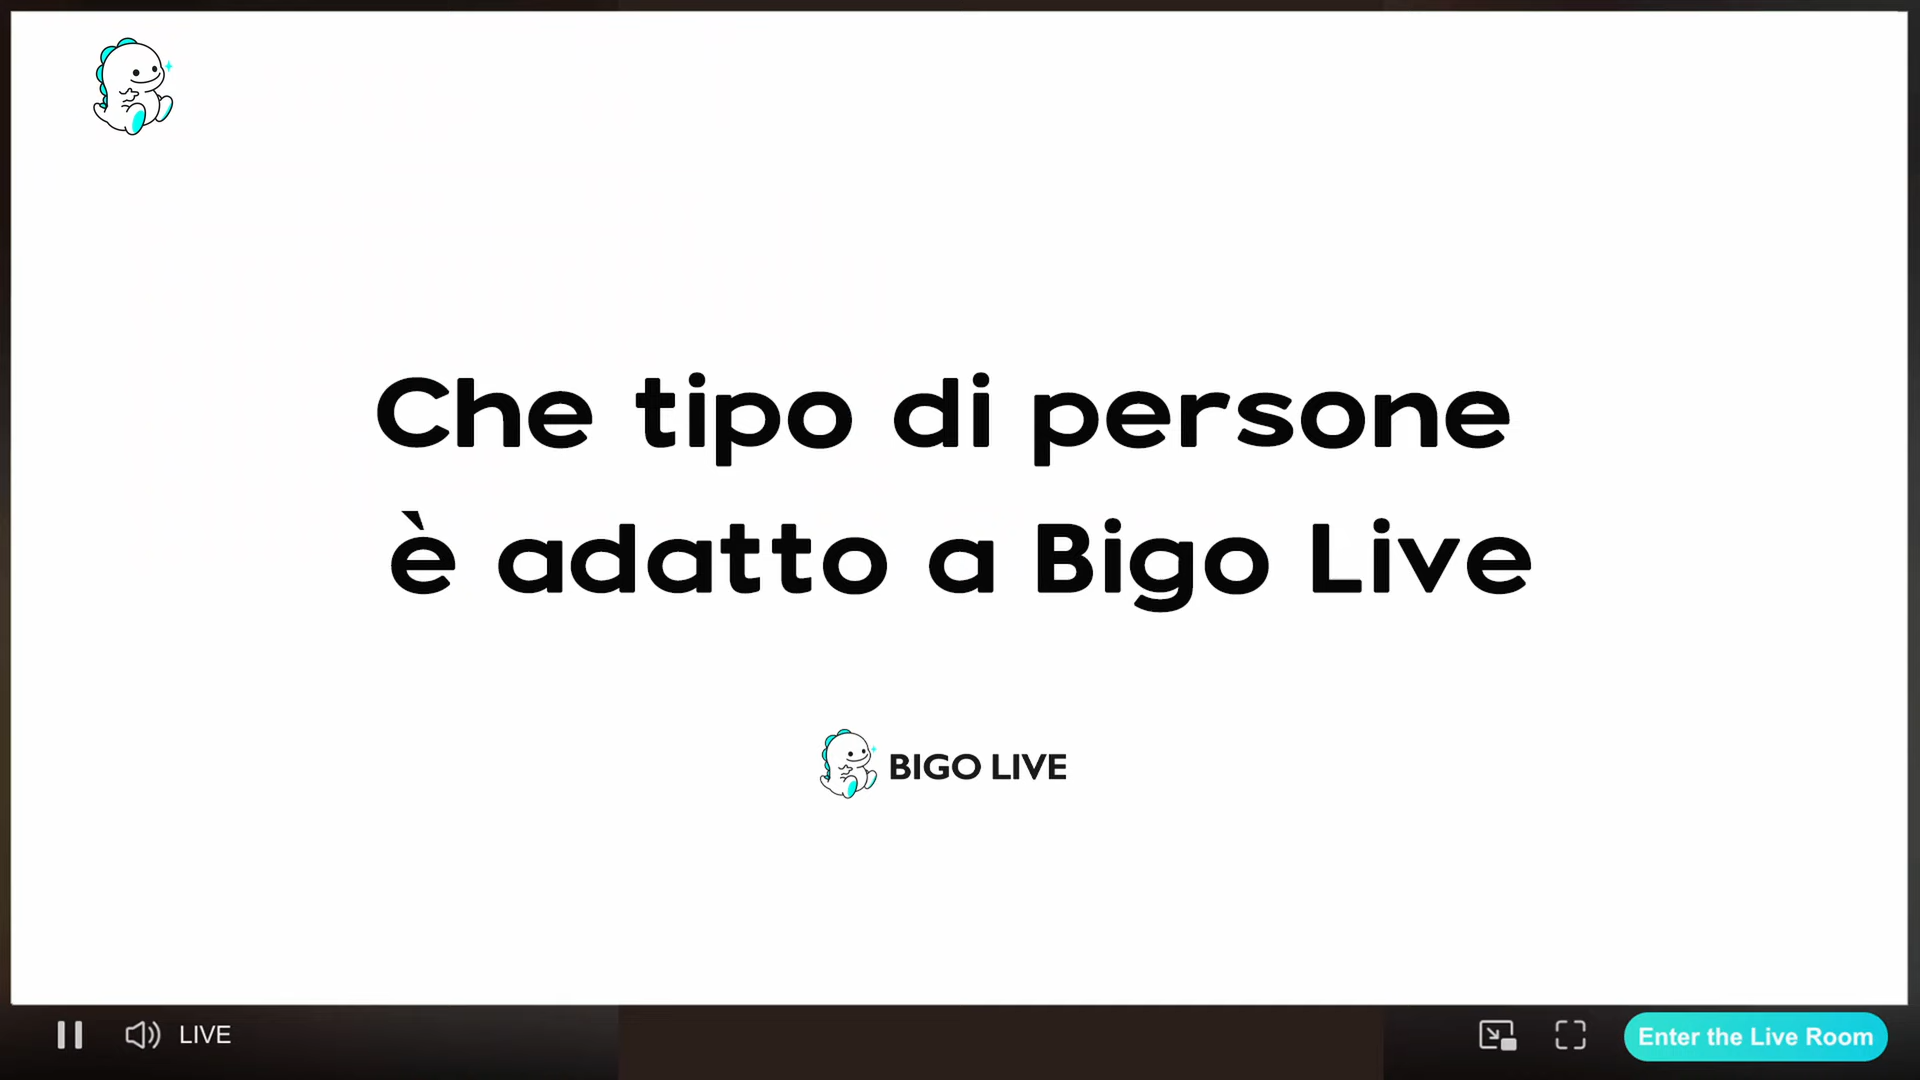 Che tipo di persone
è adatto a Bigo Live
BIGO LIVE
LIVE
Enter the Live Room